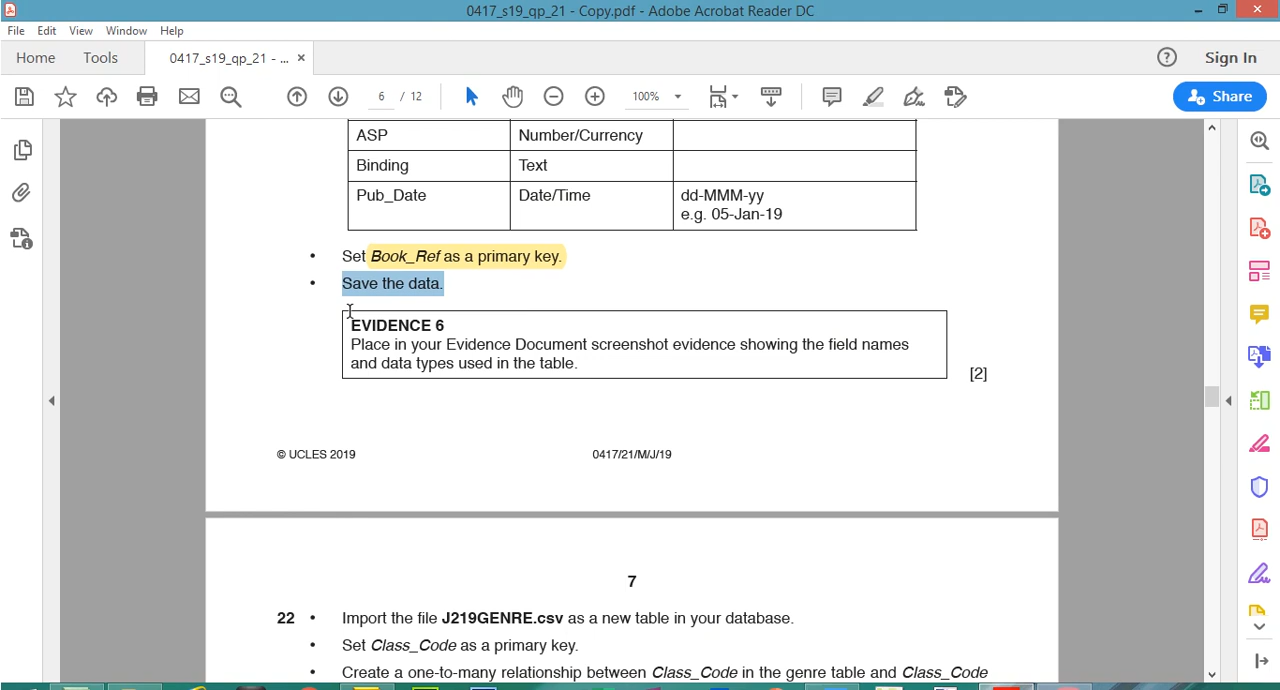 0417_s19_qp_21 - Copy.pdf - Adobe Acrobat Reader DC
File Edit View Window Help
Home Tools 0417_s19_qp_21 - ... × Sign In
6 / 12 100% Share
ASP Number/Currency
Binding Text
Pub_Date Date/Time dd-MMM-yy
e.g. 05-Jan-19
• Set Book_Ref as a primary key.
• Save the data.
EVIDENCE 6
Place in your Evidence Document screenshot evidence showing the field names
and data types used in the table.
[2]
© UCLES 2019 0417/21/M/J/19
7
22 • Import the file J219GENRE.csv as a new table in your database.
• Set Class_Code as a primary key.
• Create a one-to-many relationship between Class_Code in the genre table and Class_Code